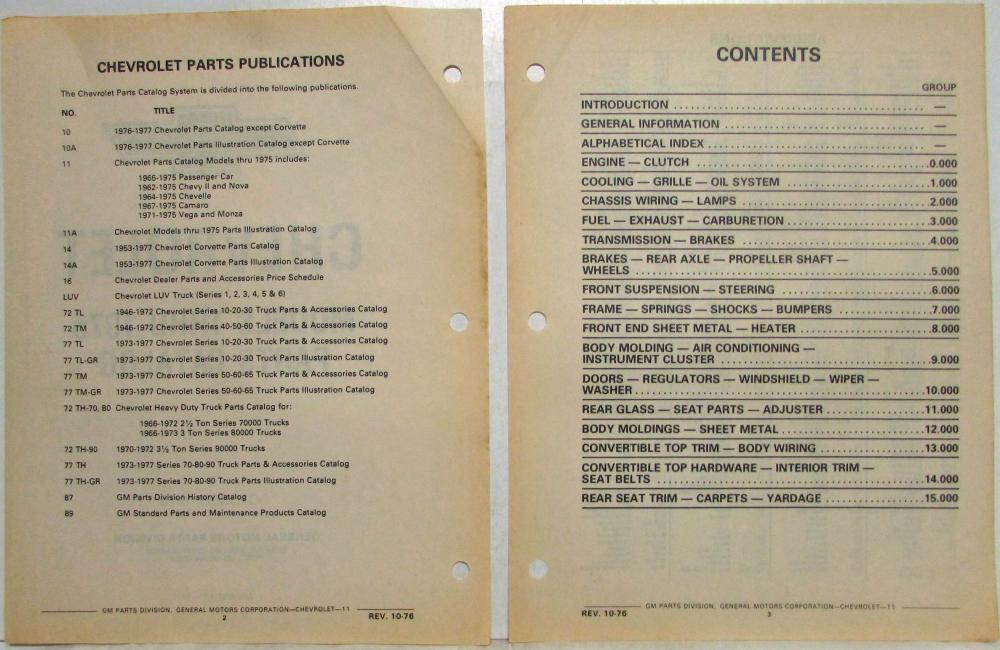 CHEVROLET PARTS PUBLICATIONS
The Chevrolet Parts Catalog System is divided into the following publications.
NO. TITLE
10 1976-1977 Chevrolet Parts Catalog except Corvette
10A 1976-1977 Chevrolet Parts Illustration Catalog except Corvette
11 Chevrolet Parts Catalog Models thru 1975 includes:
1965-1975 Passenger Car
1962-1975 Chevy II and Nova
1964-1975 Chevelle
1967-1975 Camaro
1971-1975 Vega and Monza
11A Chevrolet Models thru 1975 Parts Illustration Catalog
14 1953-1977 Chevrolet Corvette Parts Catalog
14A 1953-1977 Chevrolet Corvette Parts Illustration Catalog
16 Chevrolet Dealer Parts and Accessories Price Schedule
LUV Chevrolet LUV Truck (Series 1, 2, 3, 4, 5 & 6)
72 TL 1946-1972 Chevrolet Series 10-20-30 Truck Parts & Accessories Catalog
72 TM 1946-1972 Chevrolet Series 40-50-60 Truck Parts & Accessories Catalog
77 TL 1973-1977 Chevrolet Series 10-20-30 Truck Parts & Accessories Catalog
77 TL-GR 1973-1977 Chevrolet Series 10-20-30 Truck Parts Illustration Catalog
77 TM 1973-1977 Chevrolet Series 50-60-65 Truck Parts & Accessories Catalog
77 TM-GR 1973-1977 Chevrolet Series 50-60-65 Truck Parts Illustration Catalog
72 TH-70, 80 Chevrolet Heavy Duty Truck Parts Catalog for:
1966-1972 2½ Ton Series 70000 Trucks
1966-1973 3 Ton Series 80000 Trucks
72 TH-90 1970-1972 3½ Ton Series 90000 Trucks
77 TH 1973-1977 Series 70-80-90 Truck Parts & Accessories Catalog
77 TH-GR 1973-1977 Series 70-80-90 Truck Parts Illustration Catalog
87 GM Parts Division History Catalog
89 GM Standard Parts and Maintenance Products Catalog
GM PARTS DIVISION, GENERAL MOTORS CORPORATION—CHEVROLET—11
2
REV. 10-76
CONTENTS
GROUP
INTRODUCTION —
GENERAL INFORMATION —
ALPHABETICAL INDEX —
ENGINE — CLUTCH 0.000
COOLING — GRILLE — OIL SYSTEM 1.000
CHASSIS WIRING — LAMPS 2.000
FUEL — EXHAUST — CARBURETION 3.000
TRANSMISSION — BRAKES 4.000
BRAKES — REAR AXLE — PROPELLER SHAFT —
WHEELS 5.000
FRONT SUSPENSION — STEERING 6.000
FRAME — SPRINGS — SHOCKS — BUMPERS 7.000
FRONT END SHEET METAL — HEATER 8.000
BODY MOLDING — AIR CONDITIONING —
INSTRUMENT CLUSTER 9.000
DOORS — REGULATORS — WINDSHIELD — WIPER —
WASHER 10.000
REAR GLASS — SEAT PARTS — ADJUSTER 11.000
BODY MOLDINGS — SHEET METAL 12.000
CONVERTIBLE TOP TRIM — BODY WIRING 13.000
CONVERTIBLE TOP HARDWARE — INTERIOR TRIM —
SEAT BELTS 14.000
REAR SEAT TRIM — CARPETS — YARDAGE 15.000
GM PARTS DIVISION, GENERAL MOTORS CORPORATION—CHEVROLET—11
REV. 10-76
3